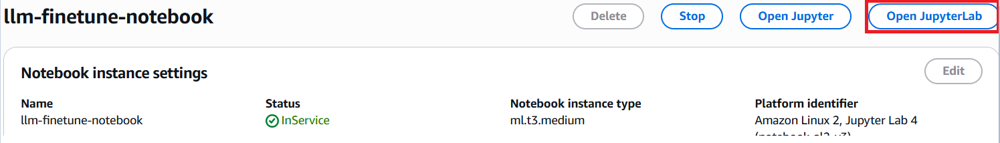 llm-finetune-notebook
Delete
Stop
Open Jupyter
Open JupyterLab
Notebook instance settings
Edit
Name
Status
Notebook instance type
Platform identifier
llm-finetune-notebook
InService
ml.t3.medium
Amazon Linux 2, Jupyter Lab 4